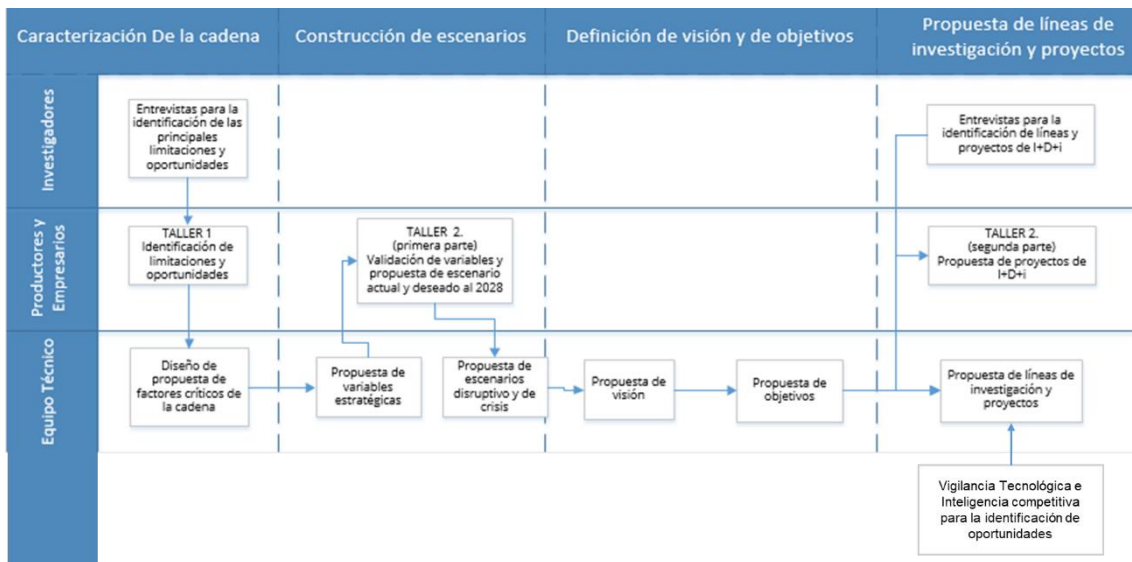 Caracterización De la cadena
Construcción de escenarios
Definición de visión y de objetivos
Propuesta de líneas de
investigación y proyectos
Investigadores
Entrevistas para la
identificación de las
principales
limitaciones y
oportunidades
Entrevistas para la
identificación de líneas y
proyectos de I+D+i
Productores y
Empresarios
TALLER 1
Identificación de
limitaciones y
oportunidades
TALLER 2.
(primera parte)
Validación de variables y
propuesta de escenario
actual y deseado al 2028
TALLER 2.
(segunda parte)
Propuesta de proyectos de
I+D+i
Equipo Técnico
Diseño de
propuesta de
factores críticos de
la cadena
Propuesta de
variables
estratégicas
Propuesta de
escenarios
disruptivo y de
crisis
Propuesta de
visión
Propuesta de
objetivos
Propuesta de líneas de
investigación y
proyectos
Vigilancia Tecnológica e
Inteligencia competitiva
para la identificación de
oportunidades